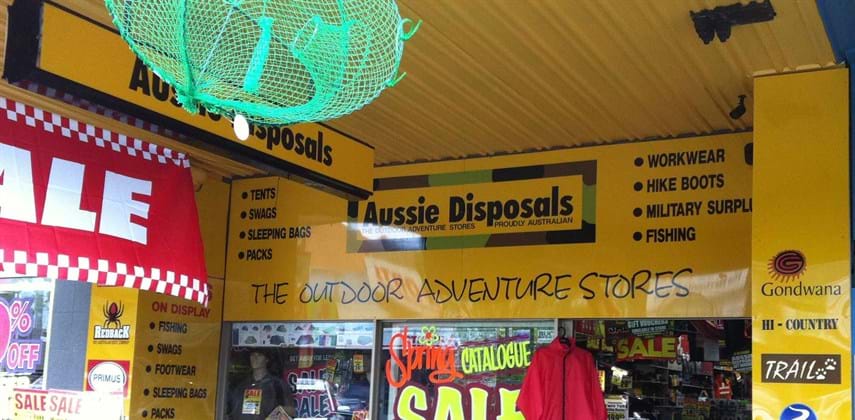 Aussie Disposals
ALE
TENTS
SWAGS
SLEEPING BAGS
PACKS
Aussie Disposals
THE OUTDOOR ADVENTURE STORES PROUDLY AUSTRALIAN
WORKWEAR
HIKE BOOTS
MILITARY SURPL
FISHING
THE OUTDOOR ADVENTURE STORES
Gondwana
HI - COUNTRY
TRAIL
ON DISPLAY
FISHING
SWAGS
FOOTWEAR
SLEEPING BAGS
PACKS
REDBACK
PRIMUS
% OFF
SALE SALE
Spring CATALOGUE
SALE
SALE